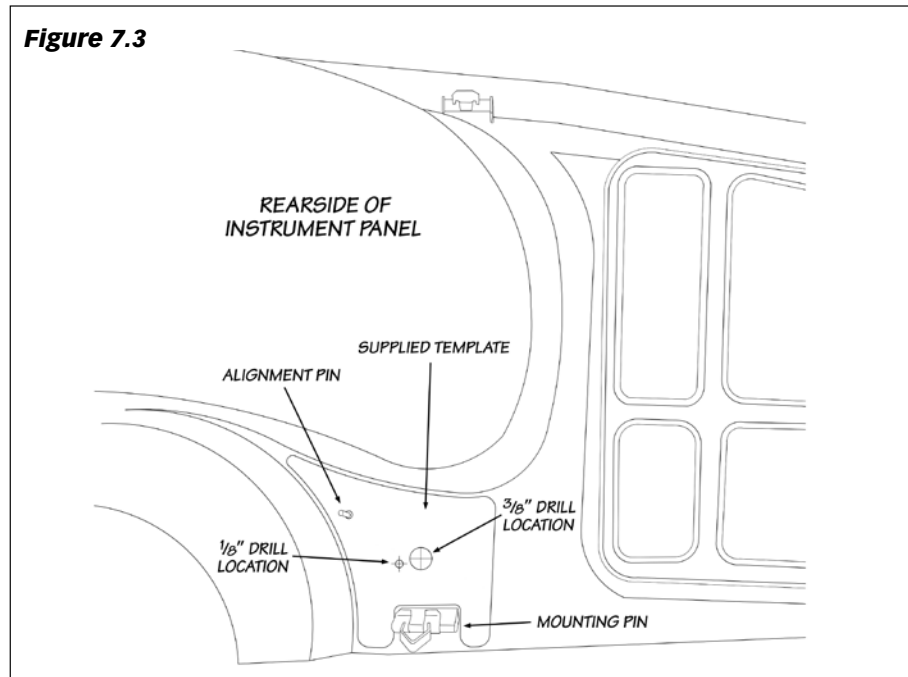 Figure 7.3
REARSIDE OF
INSTRUMENT PANEL
SUPPLIED TEMPLATE
ALIGNMENT PIN
3/8" DRILL
LOCATION
1/8" DRILL
LOCATION
MOUNTING PIN